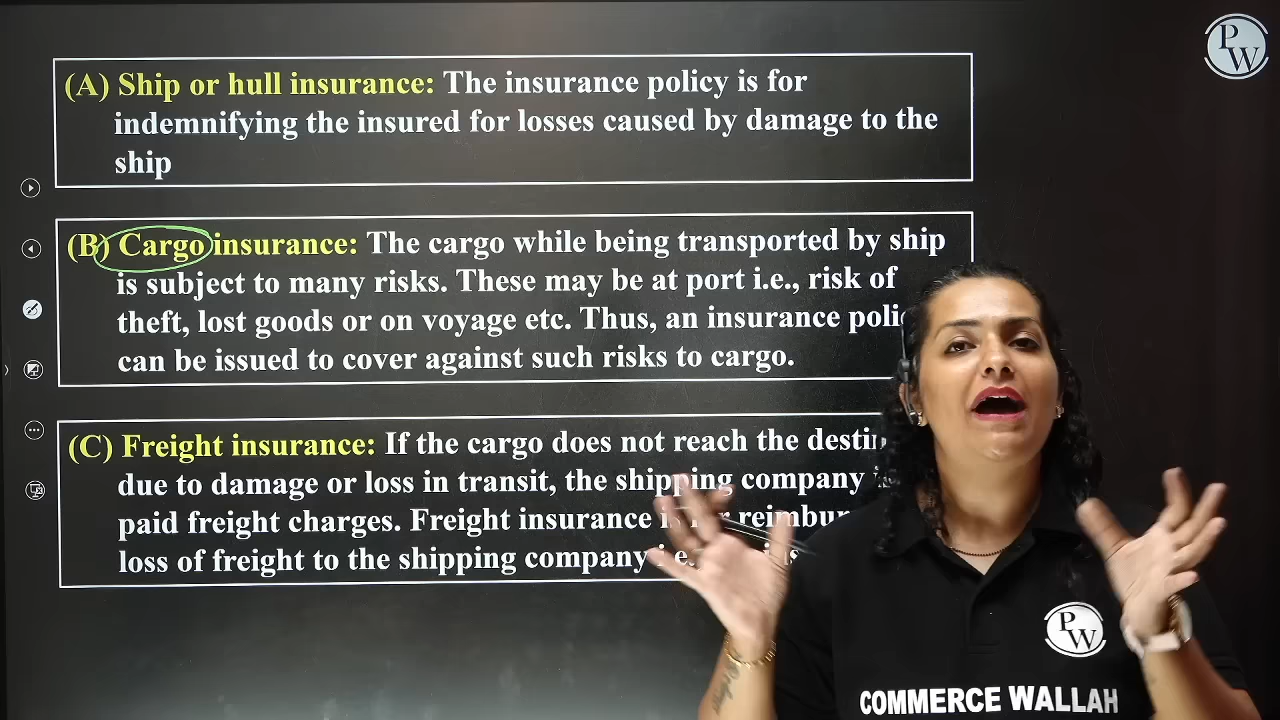 P
W
(A) Ship or hull insurance: The insurance policy is for
indemnifying the insured for losses caused by damage to the
ship
(B) Cargo insurance: The cargo while being transported by ship
is subject to many risks. These may be at port i.e., risk of
theft, lost goods or on voyage etc. Thus, an insurance
can be issued to cover against such risks to cargo.
(C) Freight insurance: If the cargo does not reach the
due to damage or loss in transit, the shipping company
paid freight charges. Freight insurance
loss of freight to the shipping company
P
W
COMMERCE WALLAH